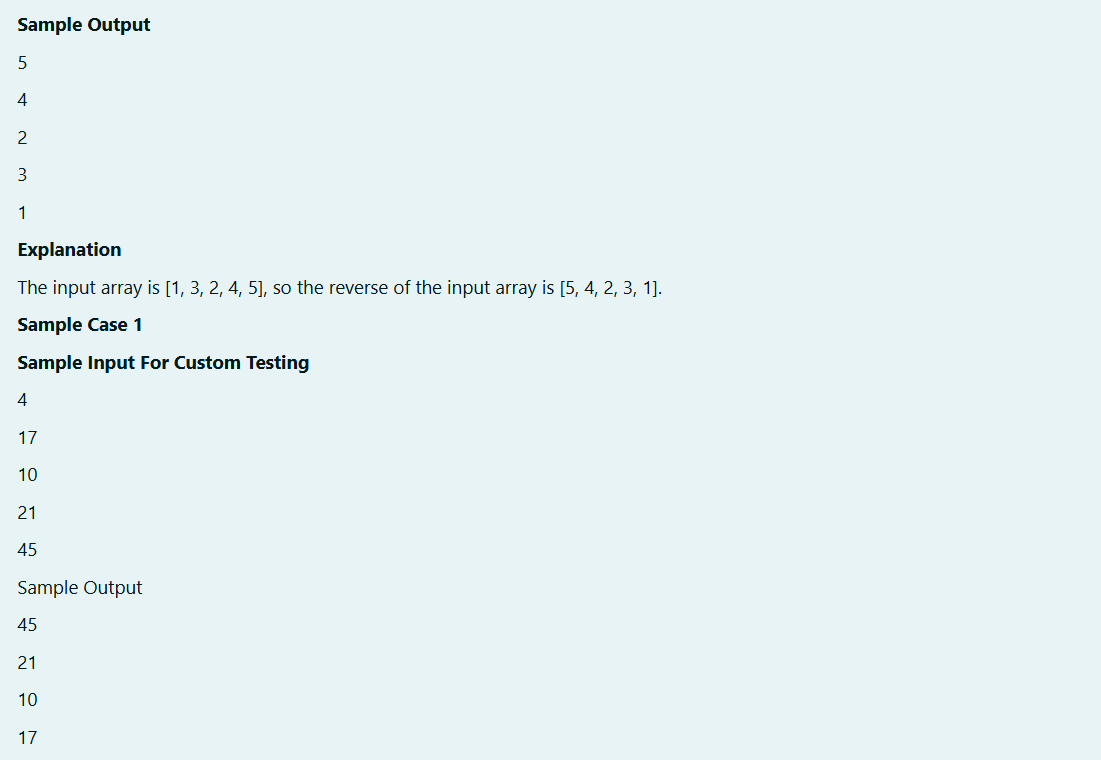 Sample Output
5
4
2
3
1
Explanation
The input array is [1, 3, 2, 4, 5], so the reverse of the input array is [5, 4, 2, 3, 1].
Sample Case 1
Sample Input For Custom Testing
4
17
10
21
45
Sample Output
45
21
10
17